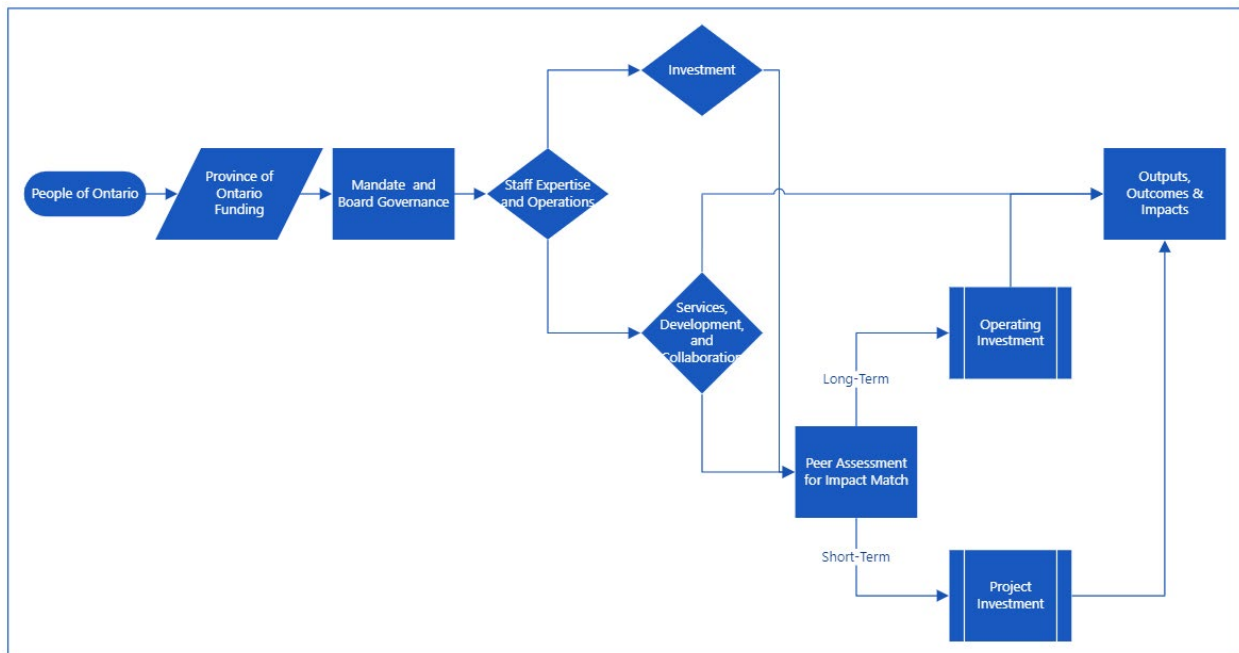 People of Ontario
Province of
Ontario
Funding
Mandate and
Board Governance
Staff Expertise
and Operations
Investment
Services,
Development,
and
Collaboration
Peer Assessment
for Impact Match
Long-Term
Short-Term
Operating
Investment
Project
Investment
Outputs,
Outcomes &
Impacts